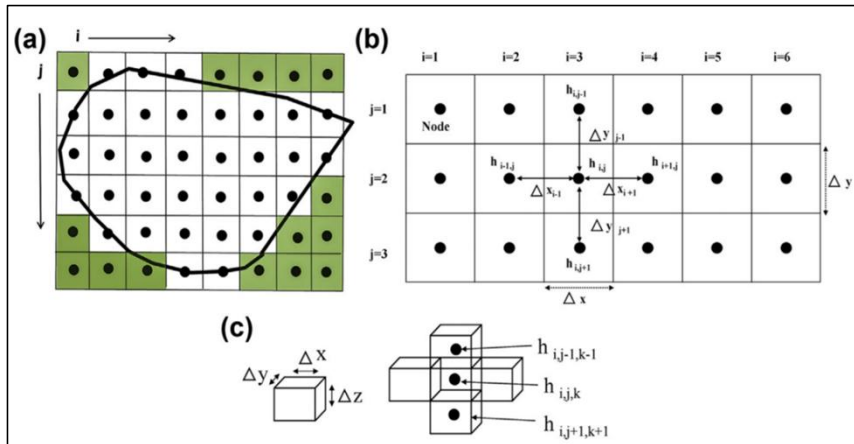 (a)
i
j
(b)
i=1 i=2 i=3 i=4 i=5 i=6
j=1
h i,j-1
Node
△ y j-1
j=2
h i-1,j h i,j h i+1,j
△ x i-1 △ x i+1
△ y
△ y j+1
j=3
h i,j+1
△ x
(c)
△ x
△y
△z
h i,j-1,k-1
h i,j,k
h i,j+1,k+1